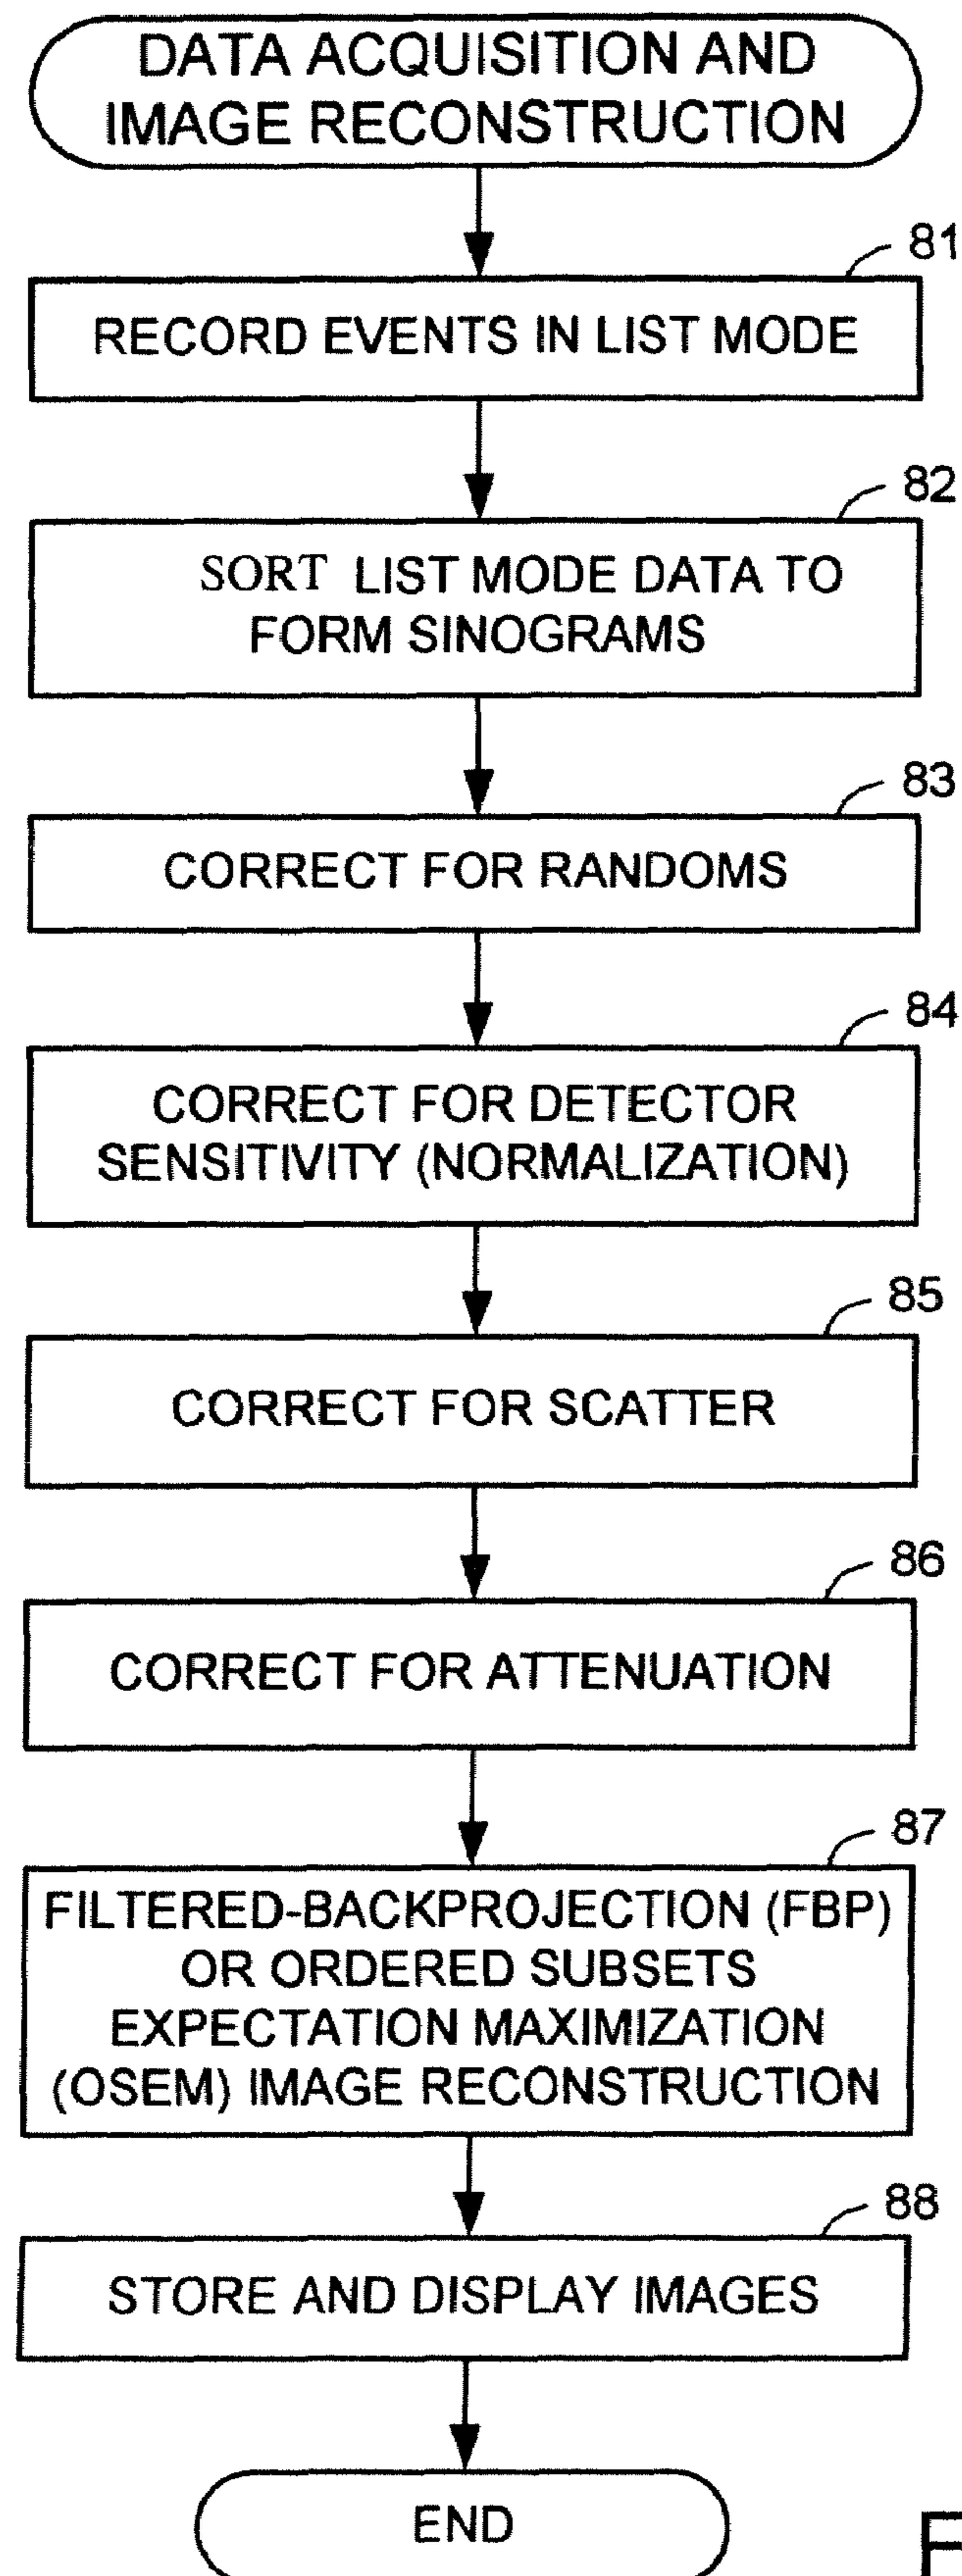 DATA ACQUISITION AND
IMAGE RECONSTRUCTION
81
RECORD EVENTS IN LIST MODE
82
SORT LIST MODE DATA TO
FORM SINOGRAMS
83
CORRECT FOR RANDOMS
84
CORRECT FOR DETECTOR
SENSITIVITY (NORMALIZATION)
85
CORRECT FOR SCATTER
86
CORRECT FOR ATTENUATION
87
FILTERED-BACKPROJECTION (FBP)
OR ORDERED SUBSETS
EXPECTATION MAXIMIZATION
(OSEM) IMAGE RECONSTRUCTION
88
STORE AND DISPLAY IMAGES
END